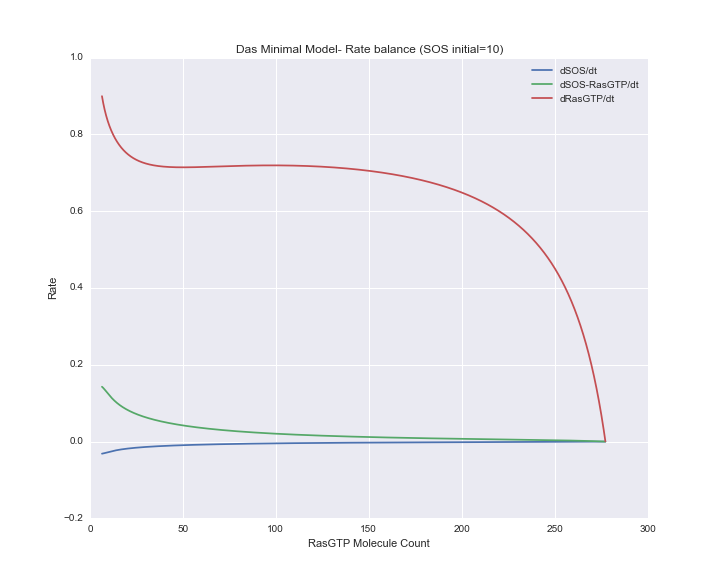 Das Minimal Model- Rate balance (SOS initial=10)
1.0
0.8
0.6
0.4
0.2
0.0
−0.2
Rate
dSOS/dt
dSOS-RasGTP/dt
dRasGTP/dt
0 50 100 150 200 250 300
RasGTP Molecule Count